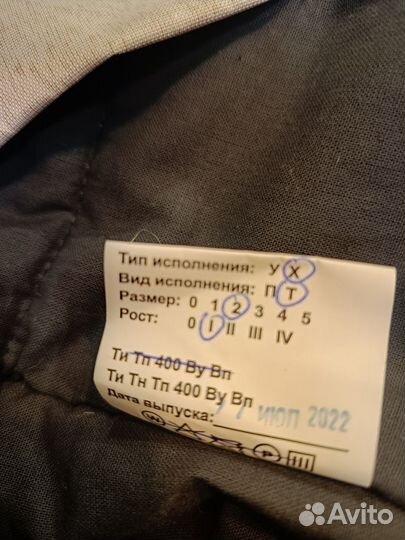 Тип исполнения: У Х
Вид исполнения: П Т
Размер: 0 1 2 3 4 5
Рост: 0 I II III IV
Ти Тп 400 Ву Вп
Ти Тн Тп 400 Ву Вп
Дата выпуска: ИЮЛ 2022
W P
Avito